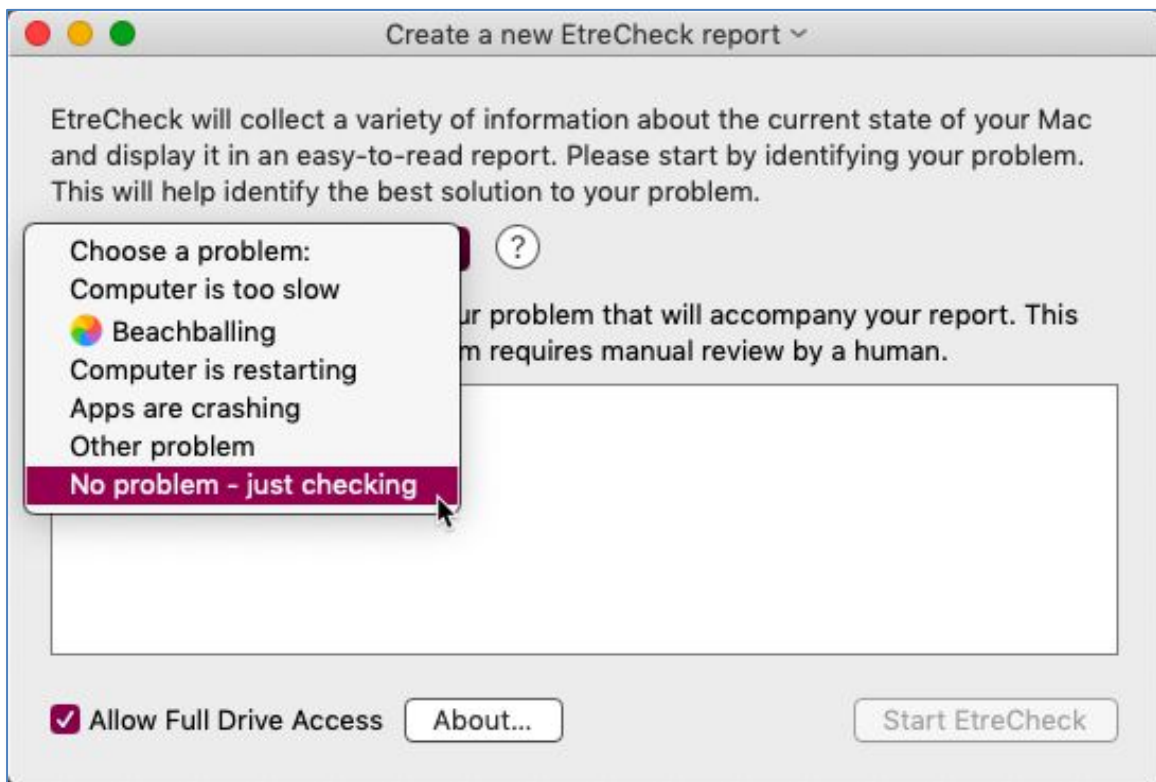 Create a new EtreCheck report
EtreCheck will collect a variety of information about the current state of your Mac
and display it in an easy-to-read report. Please start by identifying your problem.
This will help identify the best solution to your problem.
Choose a problem:
?
Computer is too slow
Beachballing
ur problem that will accompany your report. This
m requires manual review by a human.
Computer is restarting
Apps are crashing
Other problem
No problem - just checking
Allow Full Drive Access
About...
Start EtreCheck